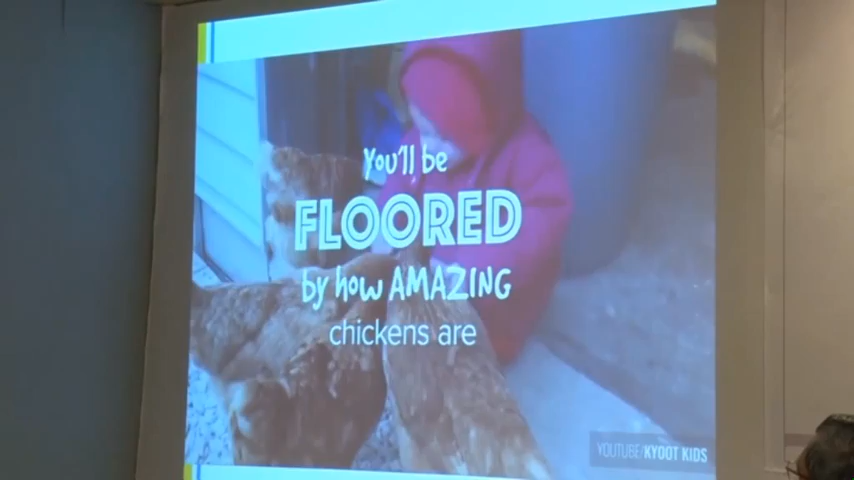 You'll be
FLOORED
by how AMAZING
chickens are
YOUTUBE/KYOOT KIDS